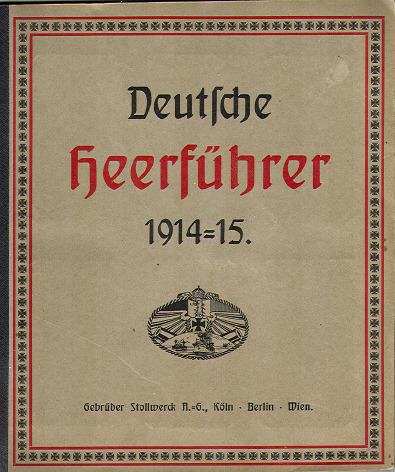 Deutſche
Heerführer
1914=15.
Gebrüder Stollwerck A.=G., Köln · Berlin · Wien.